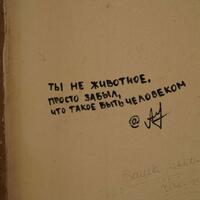 ТЫ НЕ ЖИВОТНОЕ,
ПРОСТО ЗАБЫЛ,
ЧТО ТАКОЕ БЫТЬ ЧЕЛОВЕКОМ
@